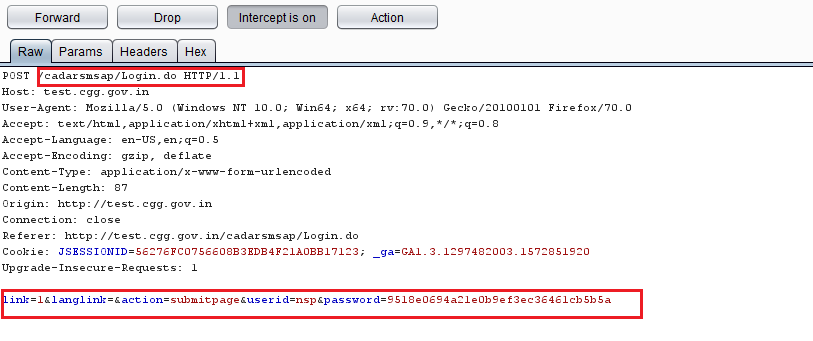 Forward Drop Intercept is on Action
Raw Params Headers Hex
POST /cadarsmsap/Login.do HTTP/1.1
Host: test.cgg.gov.in
User-Agent: Mozilla/5.0 (Windows NT 10.0; Win64; x64; rv:70.0) Gecko/20100101 Firefox/70.0
Accept: text/html,application/xhtml+xml,application/xml;q=0.9,*/*;q=0.8
Accept-Language: en-US,en;q=0.5
Accept-Encoding: gzip, deflate
Content-Type: application/x-www-form-urlencoded
Content-Length: 87
Origin: http://test.cgg.gov.in
Connection: close
Referer: http://test.cgg.gov.in/cadarsmsap/Login.do
Cookie: JSESSIONID=56276FC0756608B3EDB4F21A0BB17123; _ga=GA1.3.1297482003.1572851920
Upgrade-Insecure-Requests: 1
link=1&langlink=&action=submitpage&userid=nsp&password=9518e0694a21e0b9ef3ec36461cb5b5a